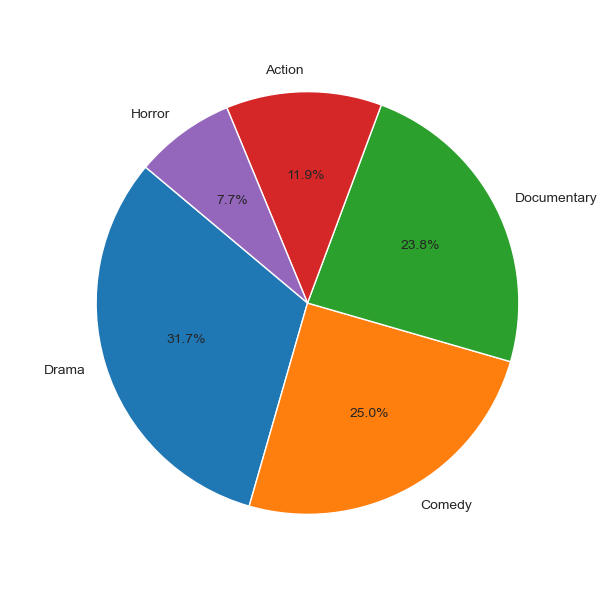 Action
Horror
11.9%
7.7%
Documentary
23.8%
31.7%
Drama
25.0%
Comedy